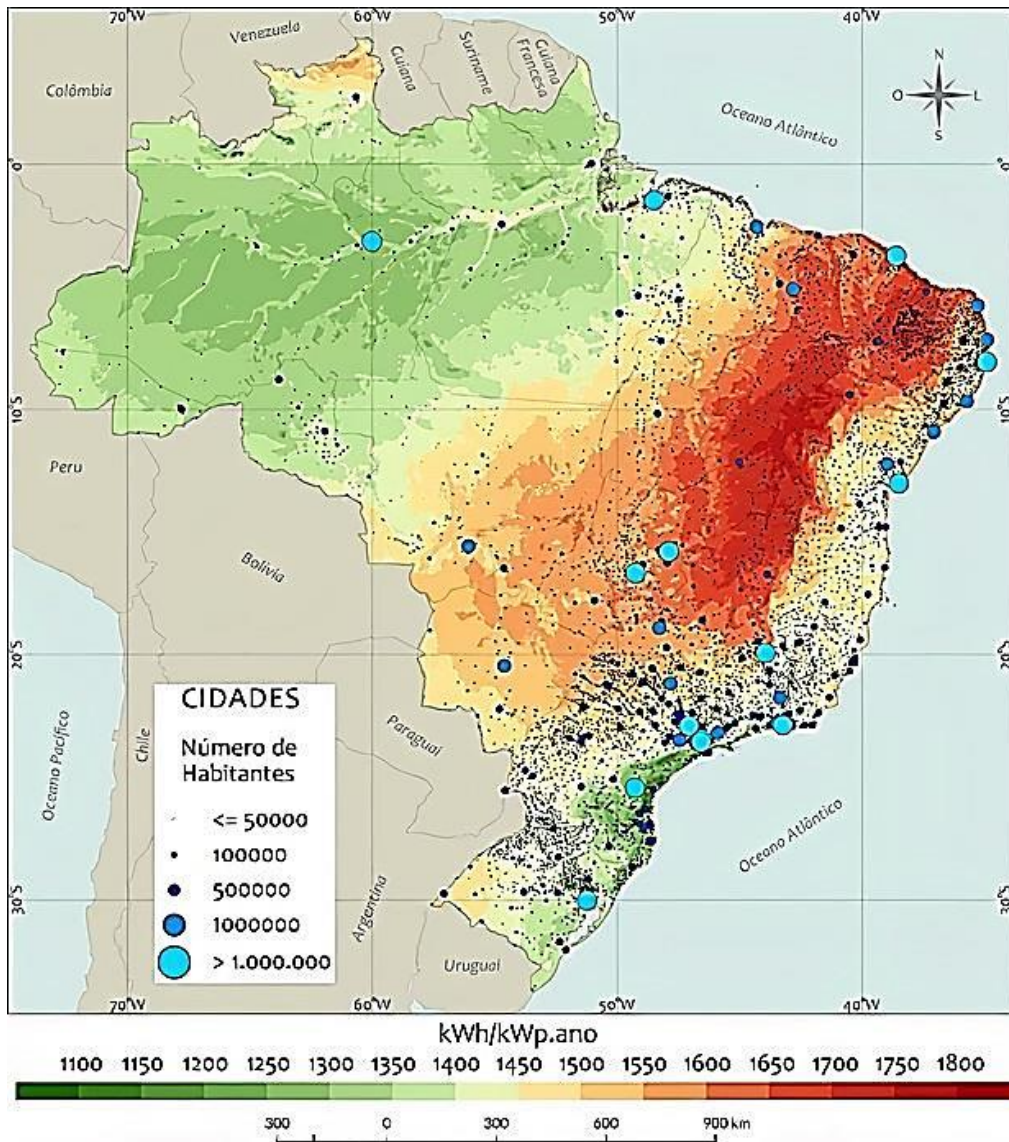 70°W
50°W
40°W
Venezuela
Guiana
Suriname
Guiana
Francesa
Colômbia
N
O
L
S
Oceano Atlântico
0°
0°
10°S
10°S
Peru
Bolívia
20°S
20°S
CIDADES
Número de
Habitantes
<= 50000
100000
500000
1000000
> 1.000.000
Oceano Pacífico
Chile
Paraguai
Argentina
Oceano Atlântico
30°S
30°S
Uruguai
70°W
60°W
50°W
40°W
kWh/kWp.ano
1100 1150 1200 1250 1300 1350 1400 1450 1500 1550 1600 1650 1700 1750 1800
300 0 300 600 900 km